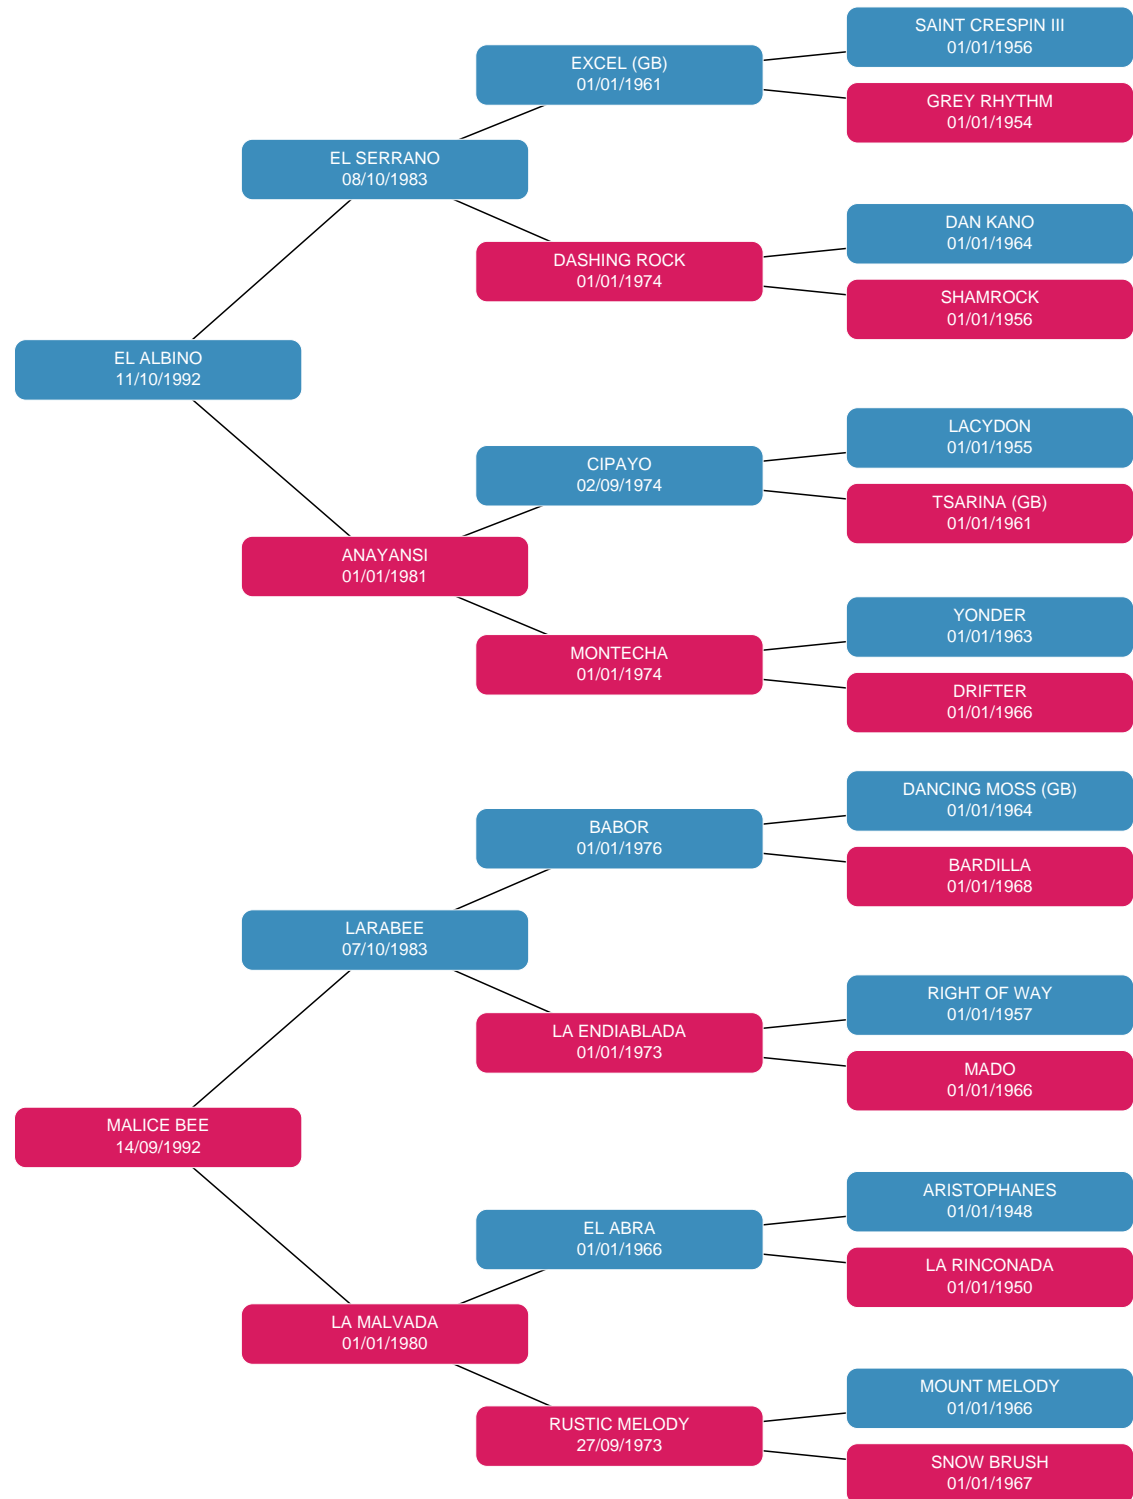 SAINT CRESPIN III
01/01/1956
EXCEL (GB)
01/01/1961
GREY RHYTHM
01/01/1954
EL SERRANO
08/10/1983
DAN KANO
01/01/1964
DASHING ROCK
01/01/1974
SHAMROCK
01/01/1956
EL ALBINO
11/10/1992
LACYDON
01/01/1955
CIPAYO
02/09/1974
TSARINA (GB)
01/01/1961
ANAYANSI
01/01/1981
YONDER
01/01/1963
MONTECHA
01/01/1974
DRIFTER
01/01/1966
DANCING MOSS (GB)
01/01/1964
BABOR
01/01/1976
BARDILLA
01/01/1968
LARABEE
07/10/1983
RIGHT OF WAY
01/01/1957
LA ENDIABLADA
01/01/1973
MADO
01/01/1966
MALICE BEE
14/09/1992
ARISTOPHANES
01/01/1948
EL ABRA
01/01/1966
LA RINCONADA
01/01/1950
LA MALVADA
01/01/1980
MOUNT MELODY
01/01/1966
RUSTIC MELODY
27/09/1973
SNOW BRUSH
01/01/1967